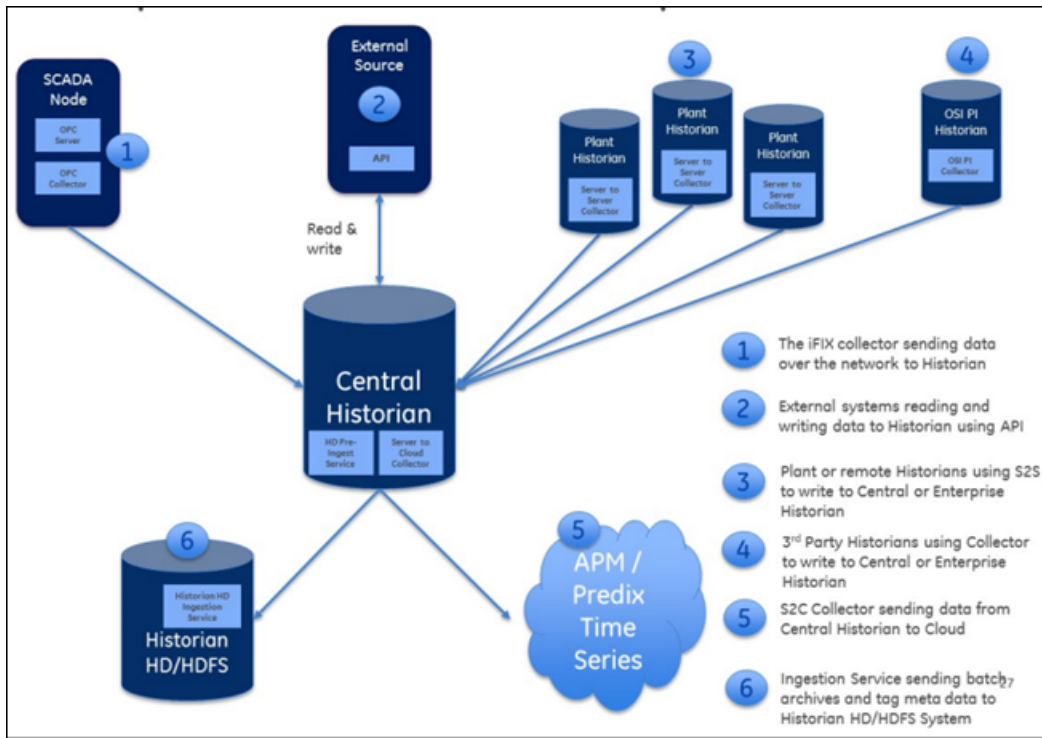 SCADA
Node
OPC
Server
OPC
Collector
1
External
Source
2
API
Read &
write
3
Plant
Historian
Server to
Server
Collector
Plant
Historian
Server to
Server
Collector
Plant
Historian
Server to
Server
Collector
4
OSI PI
Historian
OSI PI
Collector
Central
Historian
HD Pre-
Ingest
Service
Server to
Cloud
Collector
6
Historian HD
Ingestion
Service
Historian
HD/HDFS
5
APM /
Predix
Time
Series
1
The iFIX collector sending data
over the network to Historian
2
External systems reading and
writing data to Historian using API
3
Plant or remote Historians using S2S
to write to Central or Enterprise
Historian
4
3rd Party Historians using Collector
to write to Central or Enterprise
Historian
5
S2C Collector sending data from
Central Historian to Cloud
6
Ingestion Service sending batch
27
archives and tag meta data to
Historian HD/HDFS System